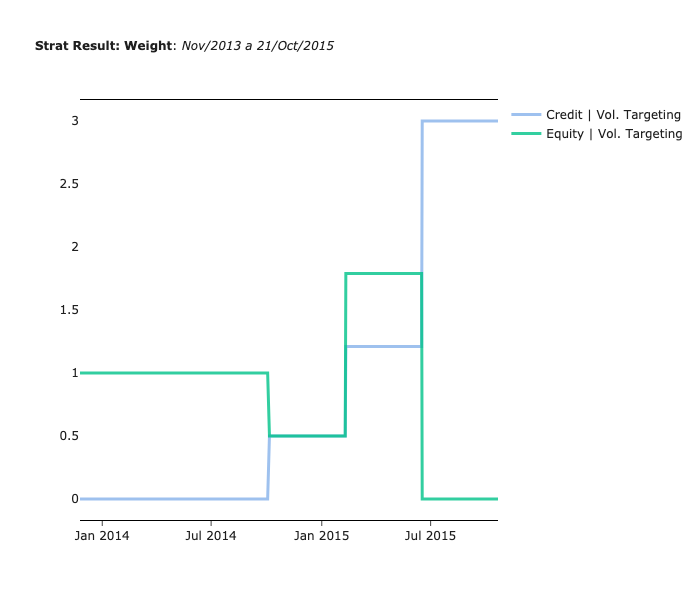 Strat Result: Weight: Nov/2013 a 21/Oct/2015
Credit | Vol. Targeting
Equity | Vol. Targeting
3
2.5
2
1.5
1
0.5
0
Jan 2014
Jul 2014
Jan 2015
Jul 2015